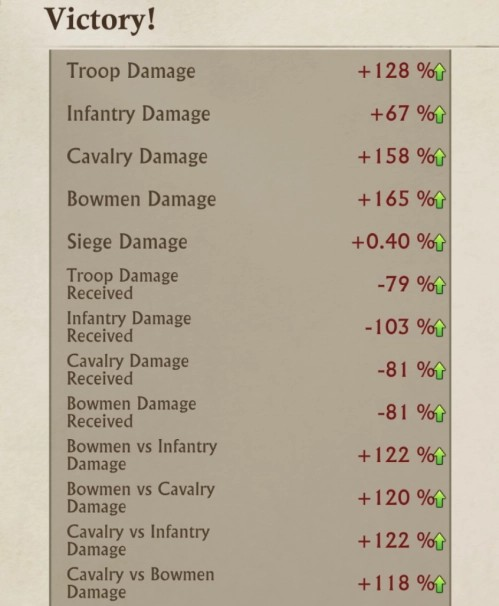 Victory!
Troop Damage +128 %
Infantry Damage +67 %
Cavalry Damage +158 %
Bowmen Damage +165 %
Siege Damage +0.40 %
Troop Damage
Received -79 %
Infantry Damage
Received -103 %
Cavalry Damage
Received -81 %
Bowmen Damage
Received -81 %
Bowmen vs Infantry
Damage +122 %
Bowmen vs Cavalry
Damage +120 %
Cavalry vs Infantry
Damage +122 %
Cavalry vs Bowmen
Damage +118 %